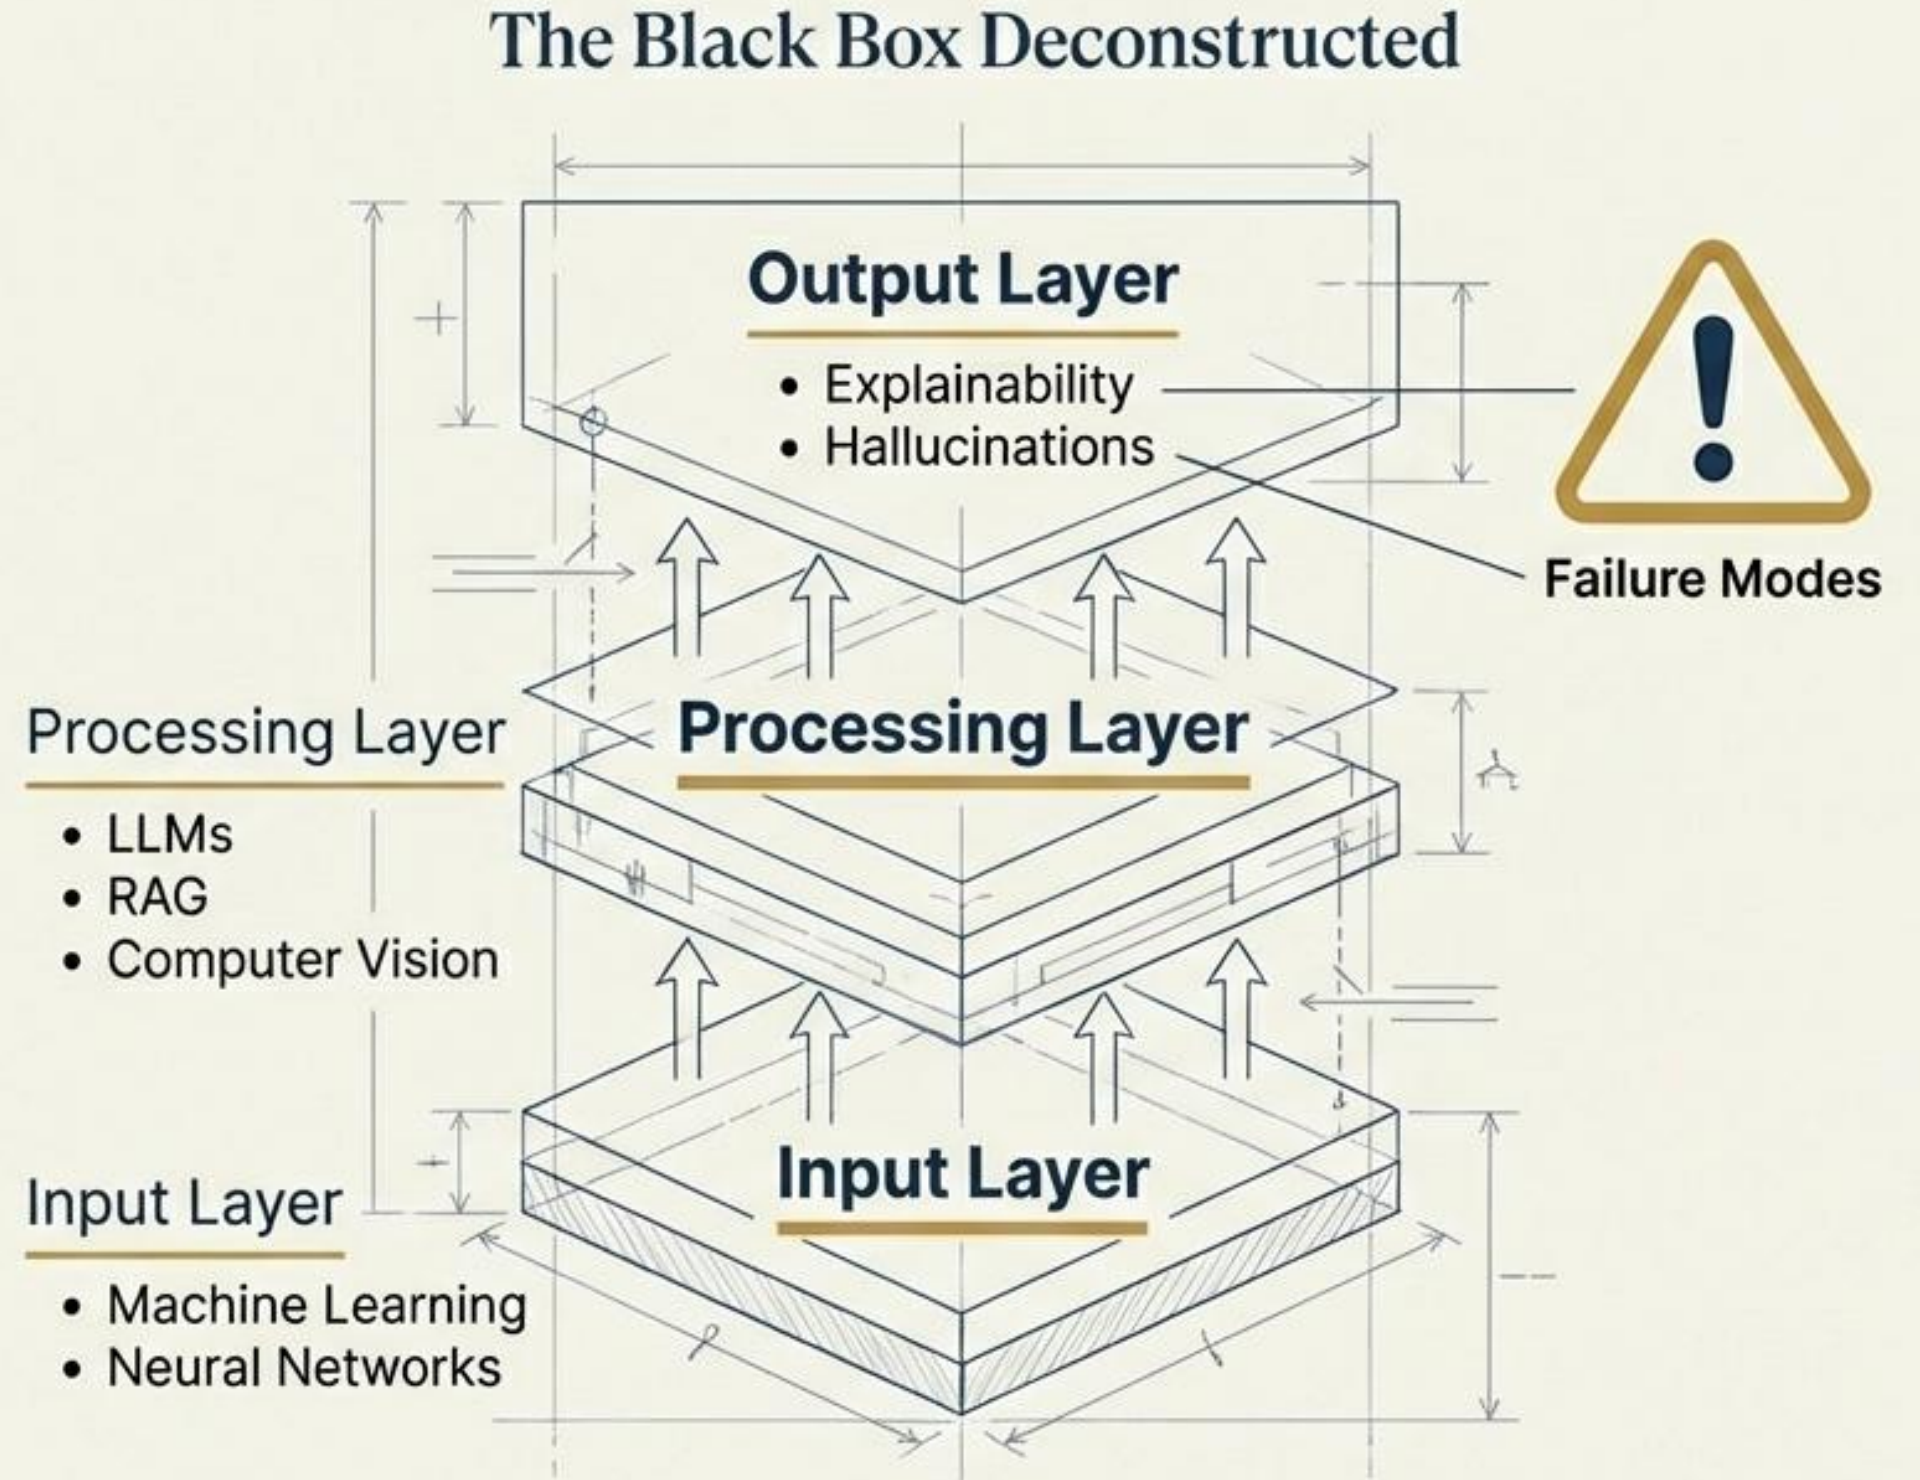 The Black Box Deconstructed
Output Layer
• Explainability
• Hallucinations
Failure Modes
Processing Layer
Processing Layer
• LLMs
• RAG
• Computer Vision
Input Layer
Input Layer
• Machine Learning
• Neural Networks